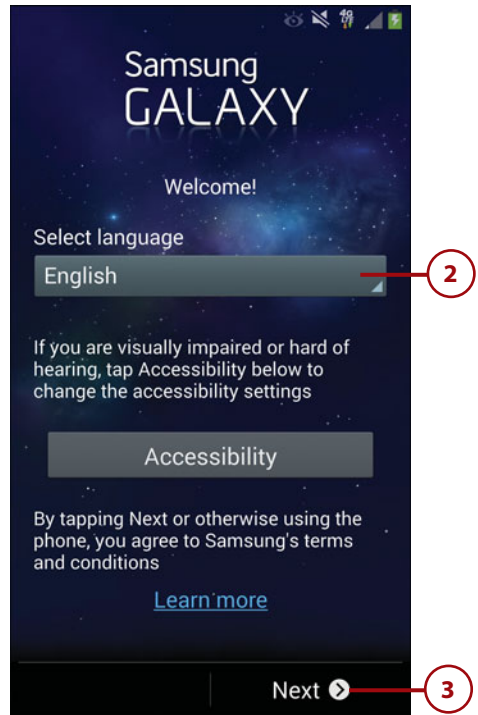 4G
Samsung
GALAXY
Welcome!
Select language
English
2
If you are visually impaired or hard of
hearing, tap Accessibility below to
change the accessibility settings
Accessibility
By tapping Next or otherwise using the
phone, you agree to Samsung's terms
and conditions
Learn more
Next
3